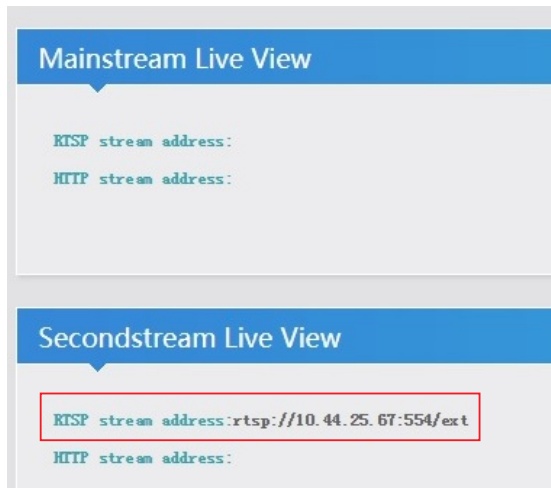 Mainstream Live View
RTSP stream address:
HTTP stream address:
Secondstream Live View
RTSP stream address:rtsp://10.44.25.67:554/ext
HTTP stream address: